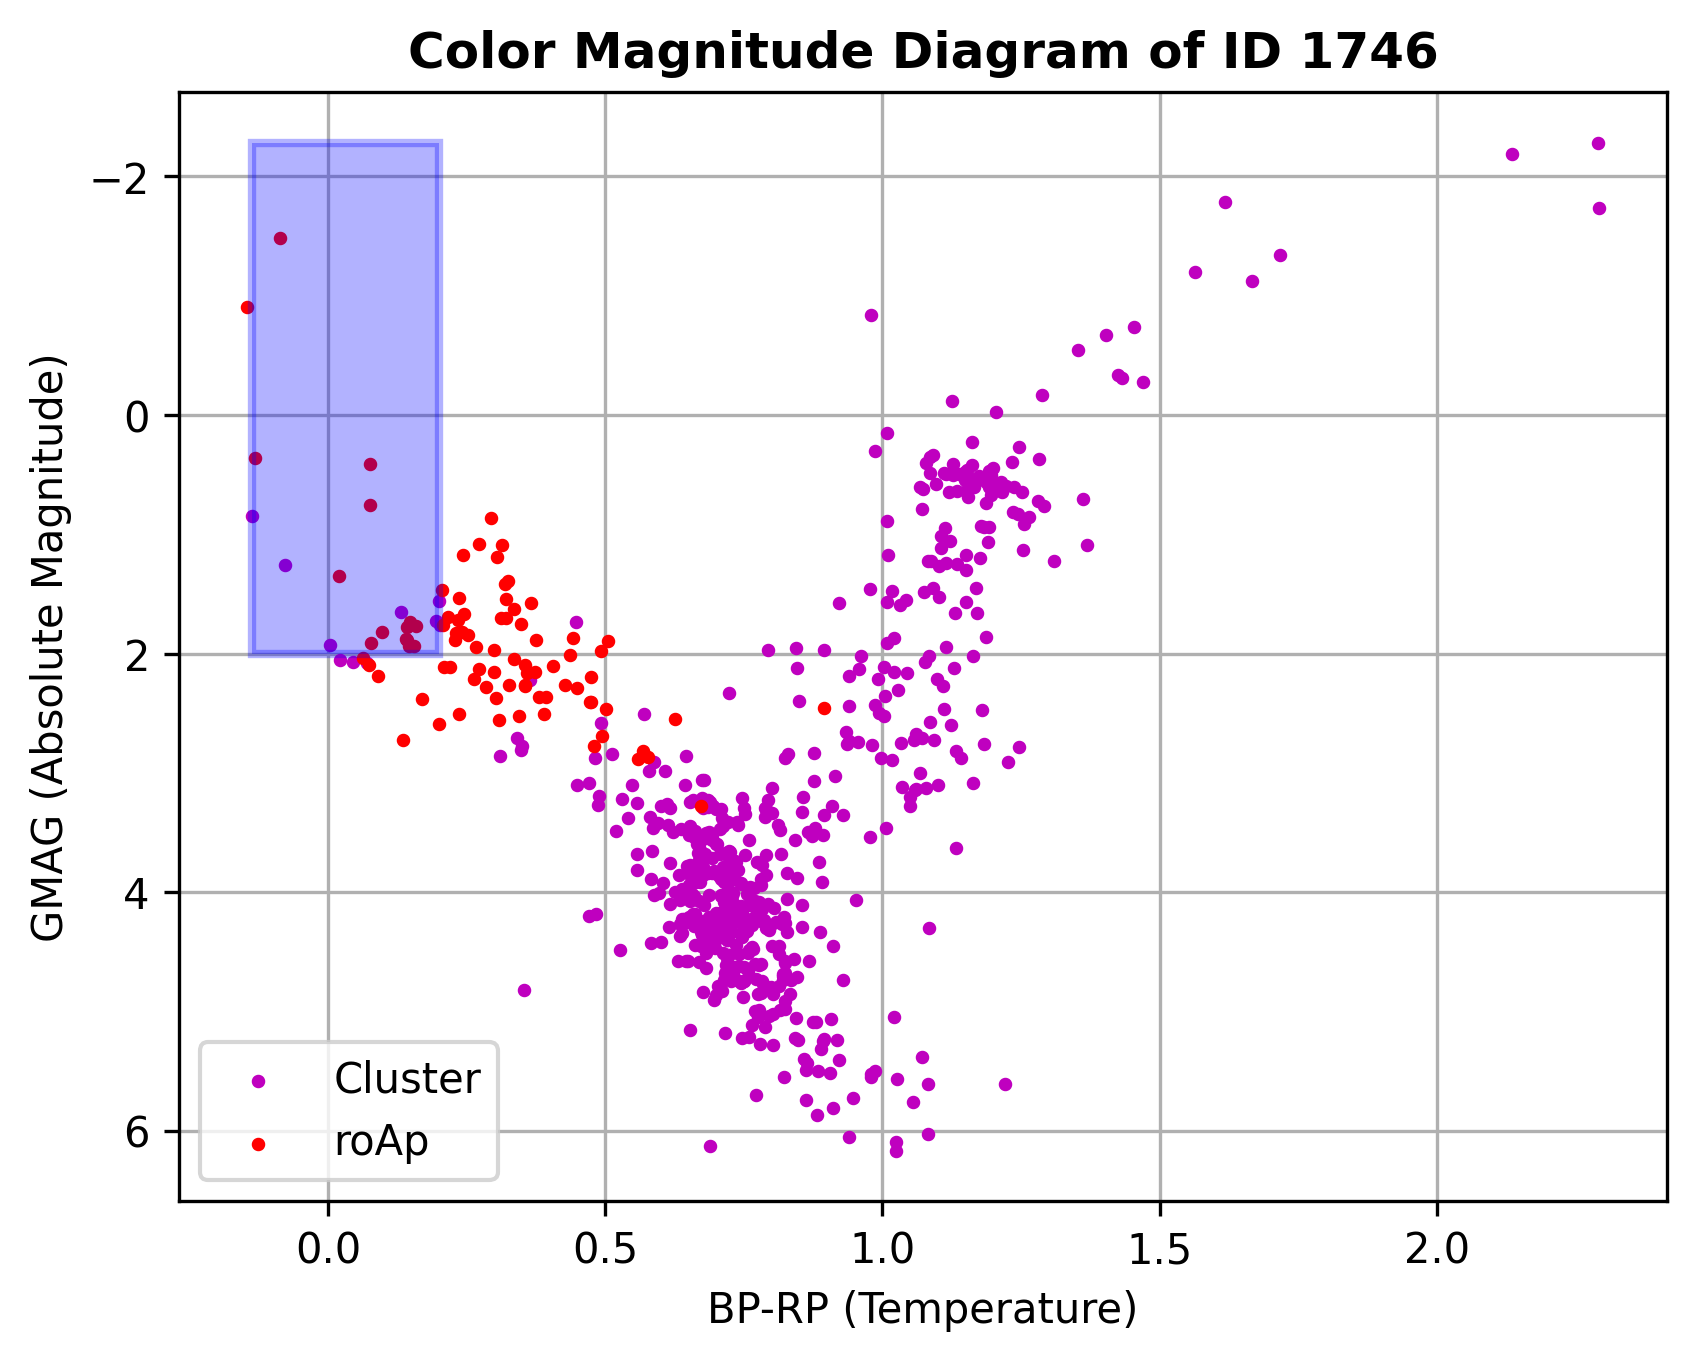 Color Magnitude Diagram of ID 1746
GMAG (Absolute Magnitude)
−2
0
2
4
6
Cluster
roAp
0.0 0.5 1.0 1.5 2.0
BP-RP (Temperature)